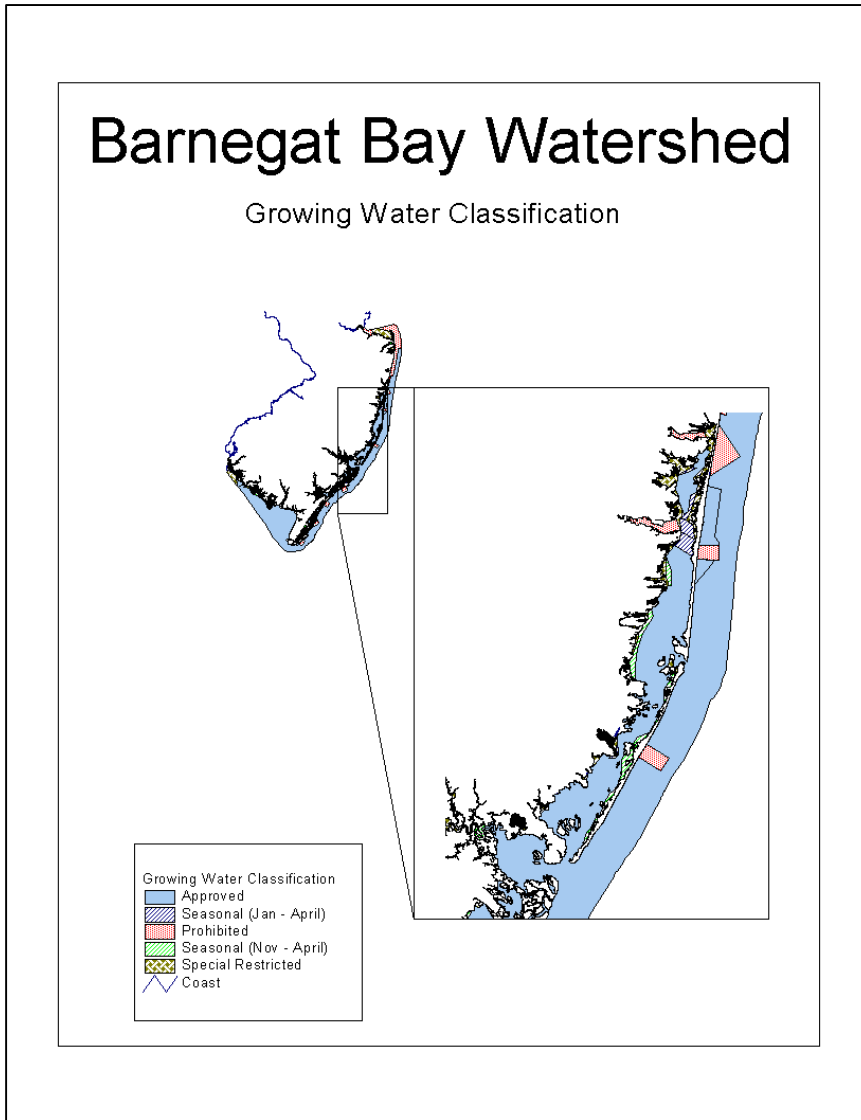 Barnegat Bay Watershed
Growing Water Classification
Growing Water Classification
Approved
Seasonal (Jan - April)
Prohibited
Seasonal (Nov - April)
Special Restricted
Coast